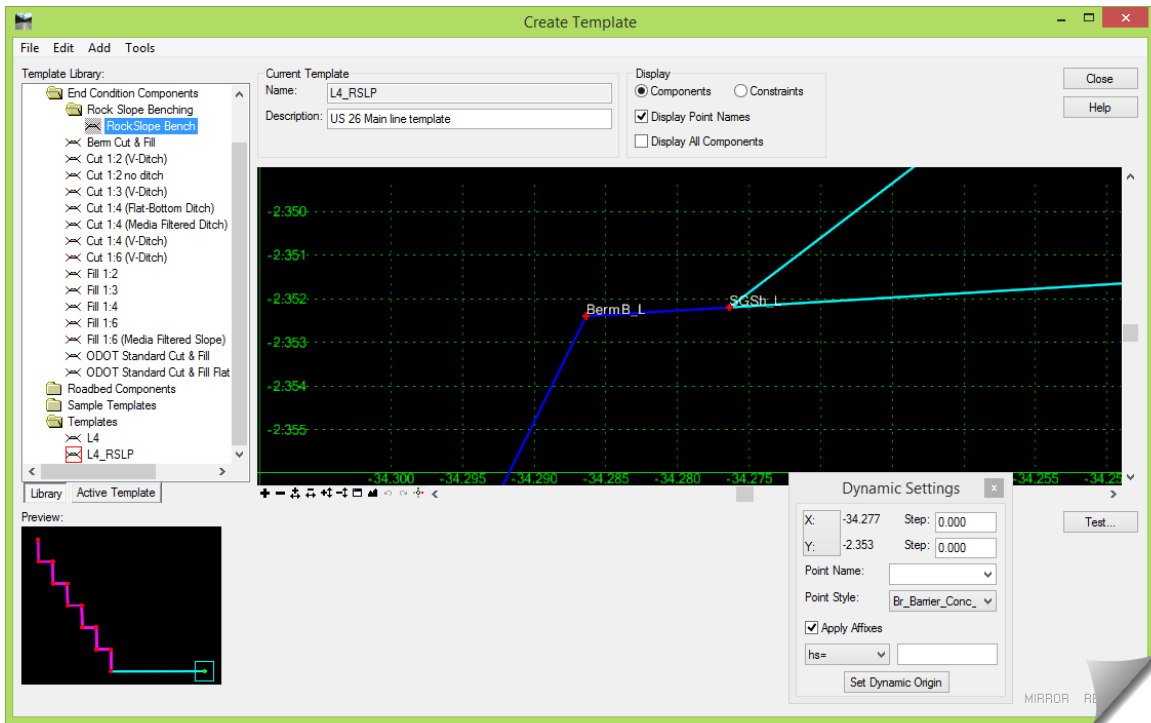 Create Template
File Edit Add Tools
Template Library:
End Condition Components
Rock Slope Benching
RockSlope Bench
Berm Cut & Fill
Cut 1:2 (V-Ditch)
Cut 1:2 no ditch
Cut 1:3 (V-Ditch)
Cut 1:4 (Flat-Bottom Ditch)
Cut 1:4 (Media Filtered Ditch)
Cut 1:4 (V-Ditch)
Cut 1:6 (V-Ditch)
Fill 1:2
Fill 1:3
Fill 1:4
Fill 1:6
Fill 1:6 (Media Filtered Slope)
ODOT Standard Cut & Fill
ODOT Standard Cut & Fill Flat
Roadbed Components
Sample Templates
Templates
L4
L4_RSLP
Library Active Template
Preview:
Current Template
Name: L4_RSLP
Description: US 26 Main line template
Display
Components Constraints
Display Point Names
Display All Components
Close
Help
-2.350
-2.351
-2.352
-2.353
-2.354
-2.355
BermB_L
SGSh_L
-34.300 -34.295 -34.290 -34.285 -34.280 -34.275 -34.255 -34.25
Test...
Dynamic Settings
X: -34.277 Step: 0.000
Y: -2.353 Step: 0.000
Point Name:
Point Style: Br_Barrier_Conc_
Apply Affixes
hs=
Set Dynamic Origin
MIRROR RE